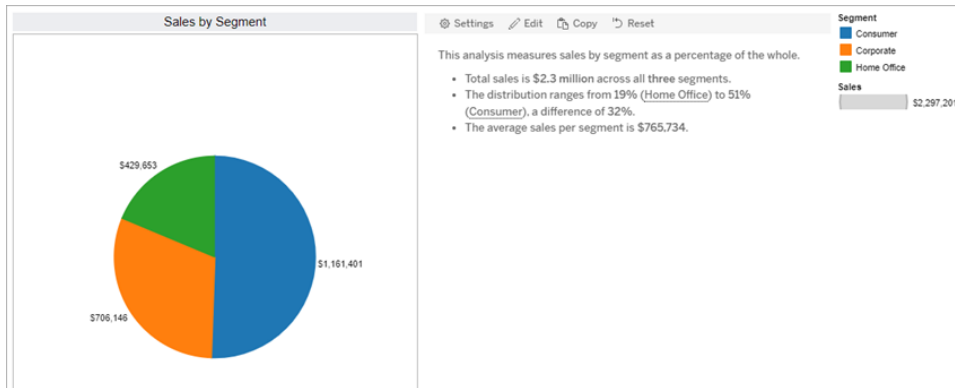 Sales by Segment
$429,653
$1,161,401
$706,146
Settings Edit Copy Reset
This analysis measures sales by segment as a percentage of the whole.
• Total sales is $2.3 million across all three segments.
• The distribution ranges from 19% (Home Office) to 51%
(Consumer), a difference of 32%.
• The average sales per segment is $765,734.
Segment
Consumer
Corporate
Home Office
Sales
$2,297,201